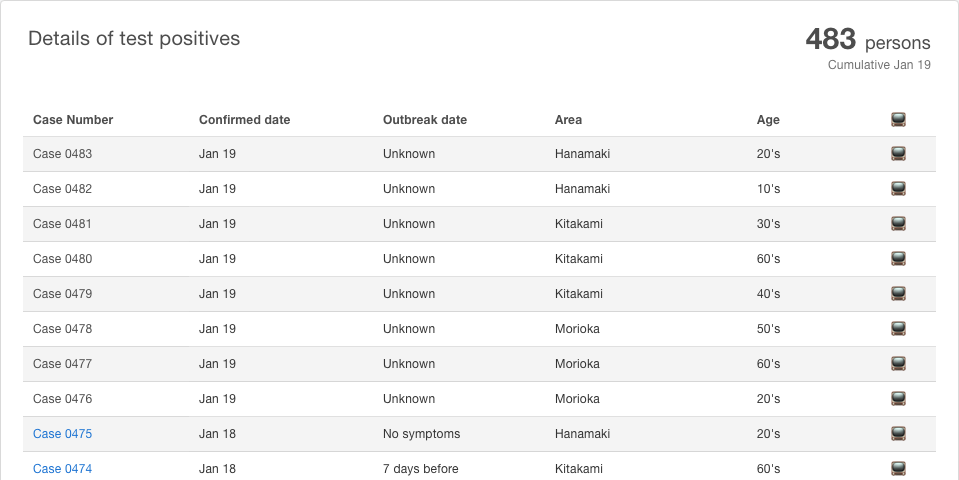 Details of test positives
483 persons
Cumulative Jan 19
Case Number Confirmed date Outbreak date Area Age
Case 0483 Jan 19 Unknown Hanamaki 20's
Case 0482 Jan 19 Unknown Hanamaki 10's
Case 0481 Jan 19 Unknown Kitakami 30's
Case 0480 Jan 19 Unknown Kitakami 60's
Case 0479 Jan 19 Unknown Kitakami 40's
Case 0478 Jan 19 Unknown Morioka 50's
Case 0477 Jan 19 Unknown Morioka 60's
Case 0476 Jan 19 Unknown Morioka 20's
Case 0475 Jan 18 No symptoms Hanamaki 20's
Case 0474 Jan 18 7 days before Kitakami 60's